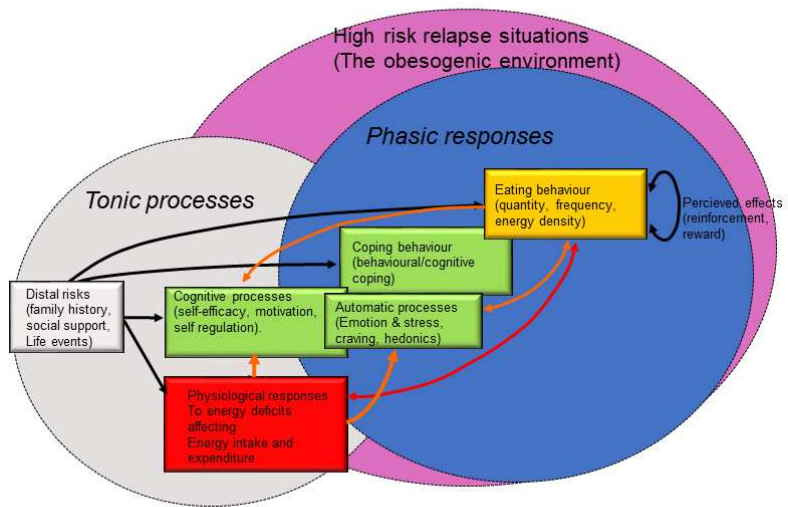 High risk relapse situations
(The obesogenic environment)
Phasic responses
Tonic processes
Eating behaviour
(quantity, frequency,
energy density)
Percieved effects
(reinforcement,
reward)
Coping behaviour
(behavioural/cognitive
coping)
Distal risks
(family history,
social support,
Life events)
Cognitive processes
(self-efficacy, motivation,
self regulation).
Automatic processes
(Emotion & stress,
craving, hedonics)
Physiological responses
To energy deficits
affecting
Energy intake and
expenditure